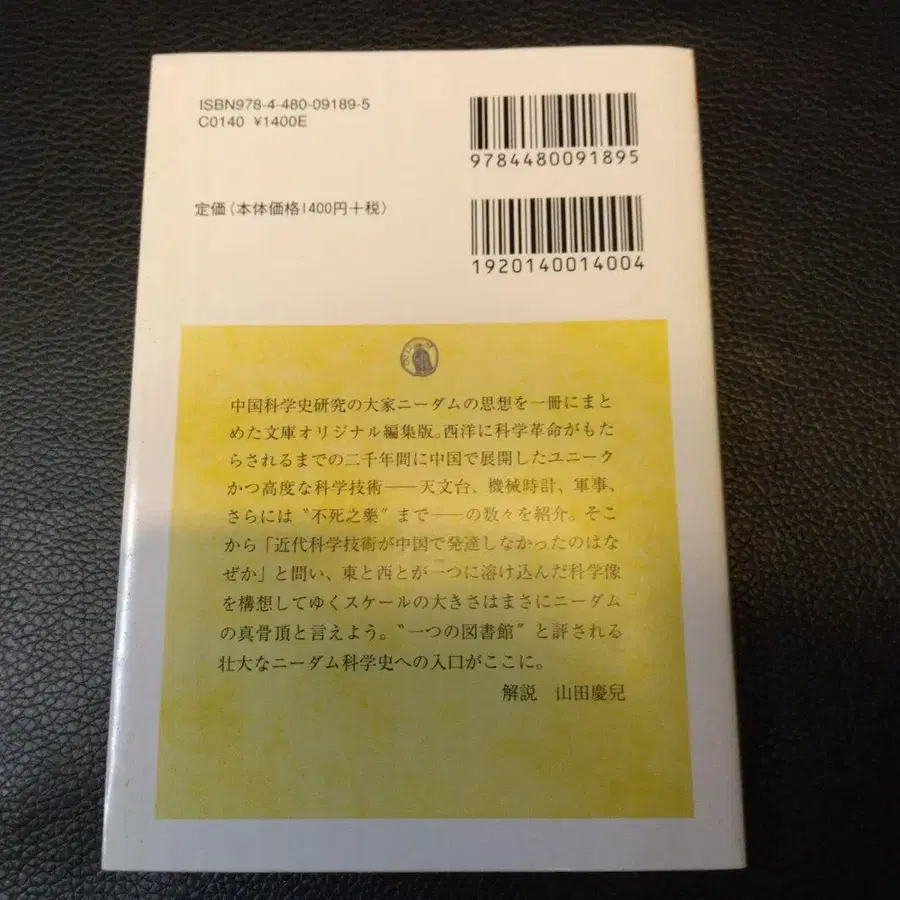 ISBN978-4-480-09189-5
C0140 ¥1400E
9784480091895
定価(本体価格1400円+税)
1920140014004
中国科学史研究の大家ニーダムの思想を一冊にまと
めた文庫オリジナル編集版。西洋に科学革命がもた
らされるまでの二千年間に中国で展開したユニーク
かつ高度な科学技術——天文台、機械時計、軍事、
さらには〝不死之藥〟まで——の数々を紹介。そこ
から「近代科学技術が中国で発達しなかったのはな
ぜか」と問い、東と西とが一つに溶け込んだ科学像
を構想してゆくスケールの大きさはまさにニーダム
の真骨頂と言えよう。〝一つの図書館〟と評される
壮大なニーダム科学史への入口がここに。
解説 山田慶兒